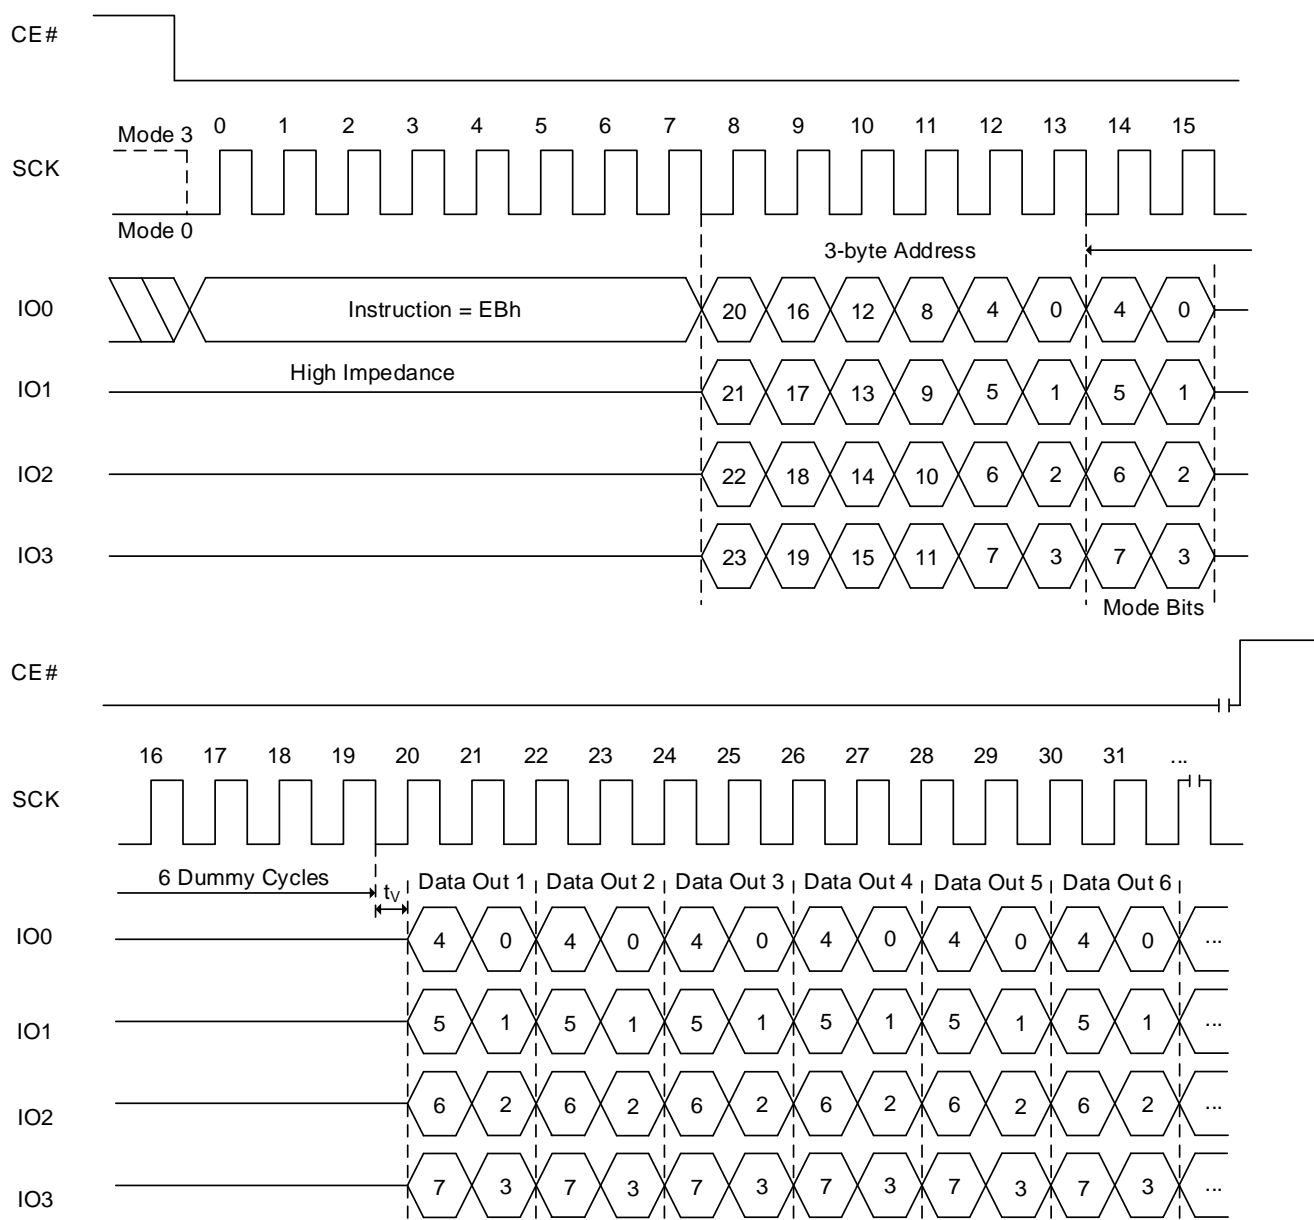 CE#
Mode 3 0 1 2 3 4 5 6 7 8 9 10 11 12 13 14 15
SCK
Mode 0
3-byte Address
IO0 Instruction = EBh 20 16 12 8 4 0 4 0
High Impedance
IO1 21 17 13 9 5 1 5 1
IO2 22 18 14 10 6 2 6 2
IO3 23 19 15 11 7 3 7 3
Mode Bits
CE#
16 17 18 19 20 21 22 23 24 25 26 27 28 29 30 31 ...
SCK
6 Dummy Cycles tV Data Out 1 Data Out 2 Data Out 3 Data Out 4 Data Out 5 Data Out 6
IO0 4 0 4 0 4 0 4 0 4 0 4 0 ...
IO1 5 1 5 1 5 1 5 1 5 1 5 1 ...
IO2 6 2 6 2 6 2 6 2 6 2 6 2 ...
IO3 7 3 7 3 7 3 7 3 7 3 7 3 ...